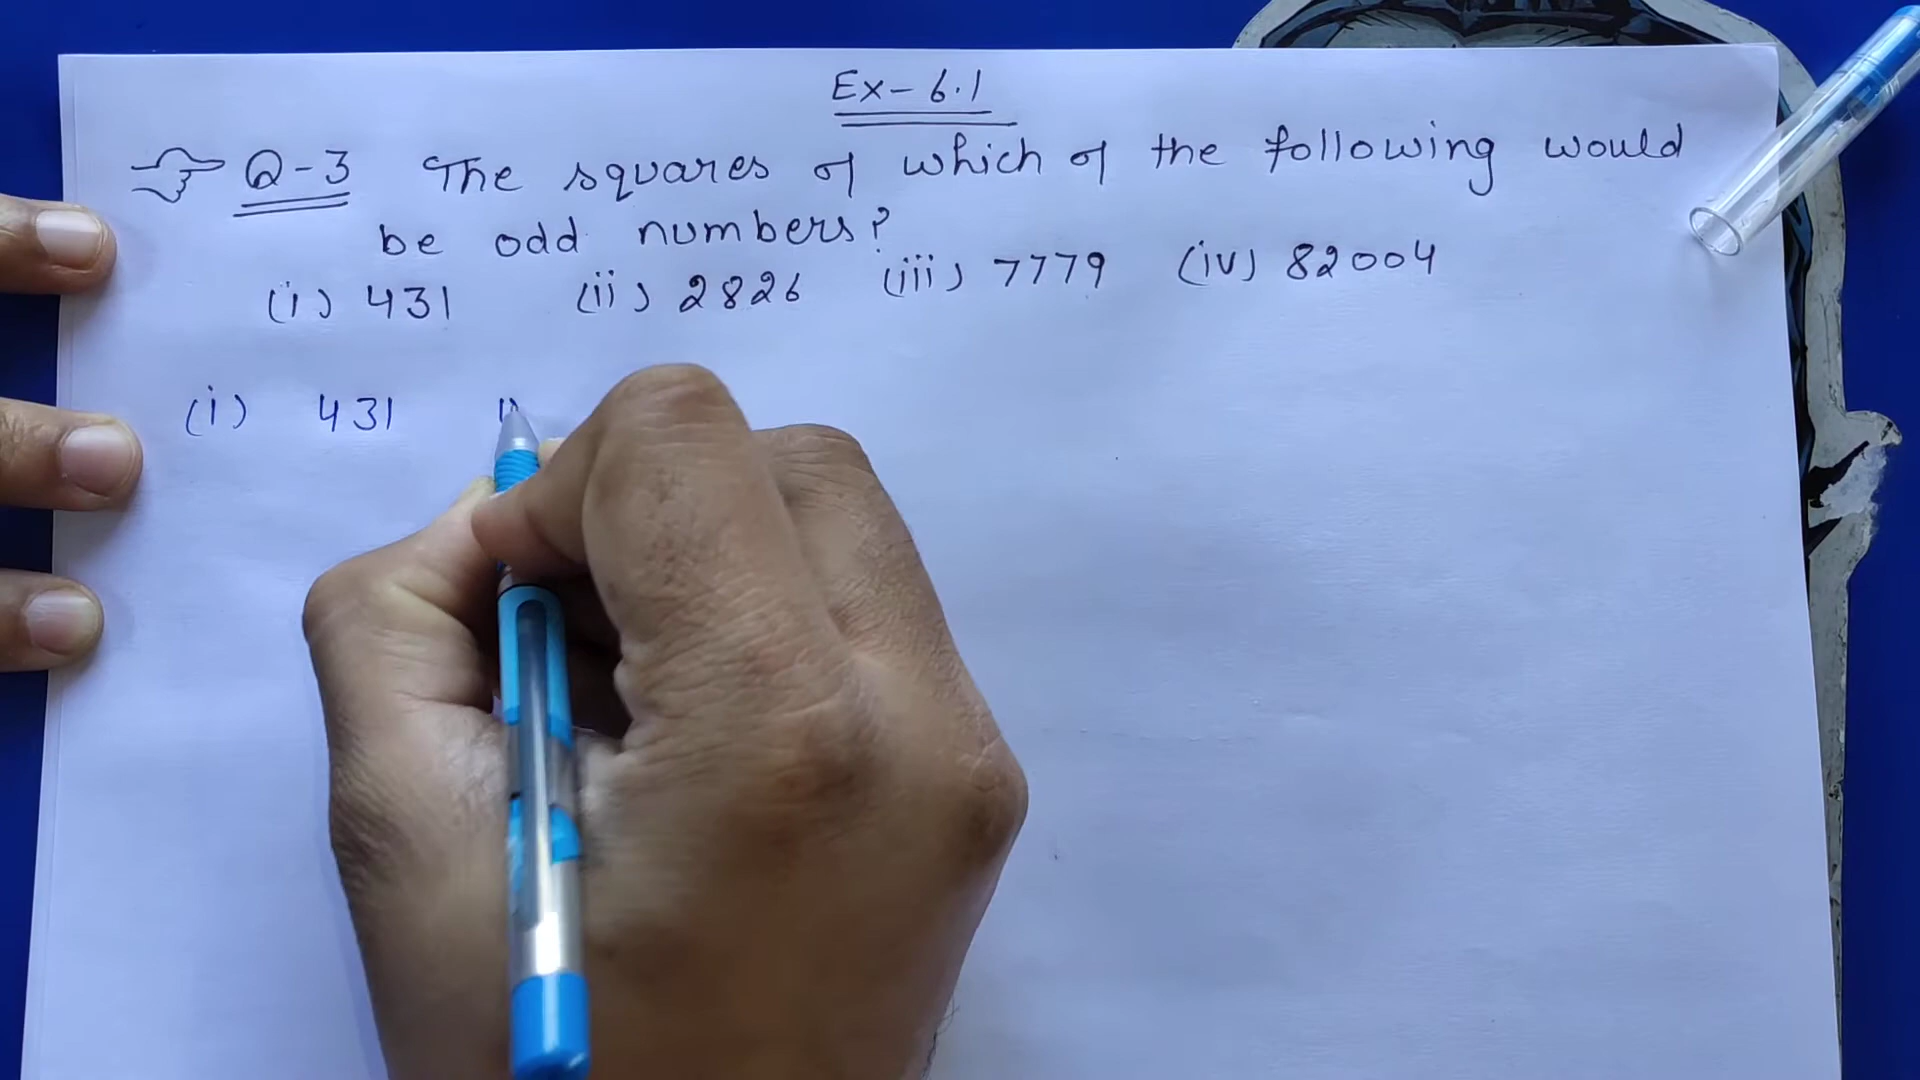 Ex-6.1
Q-3 The squares of which of the following would
be odd numbers?
(i) 431 (ii) 2826 (iii) 7779 (iv) 82004
(i) 431